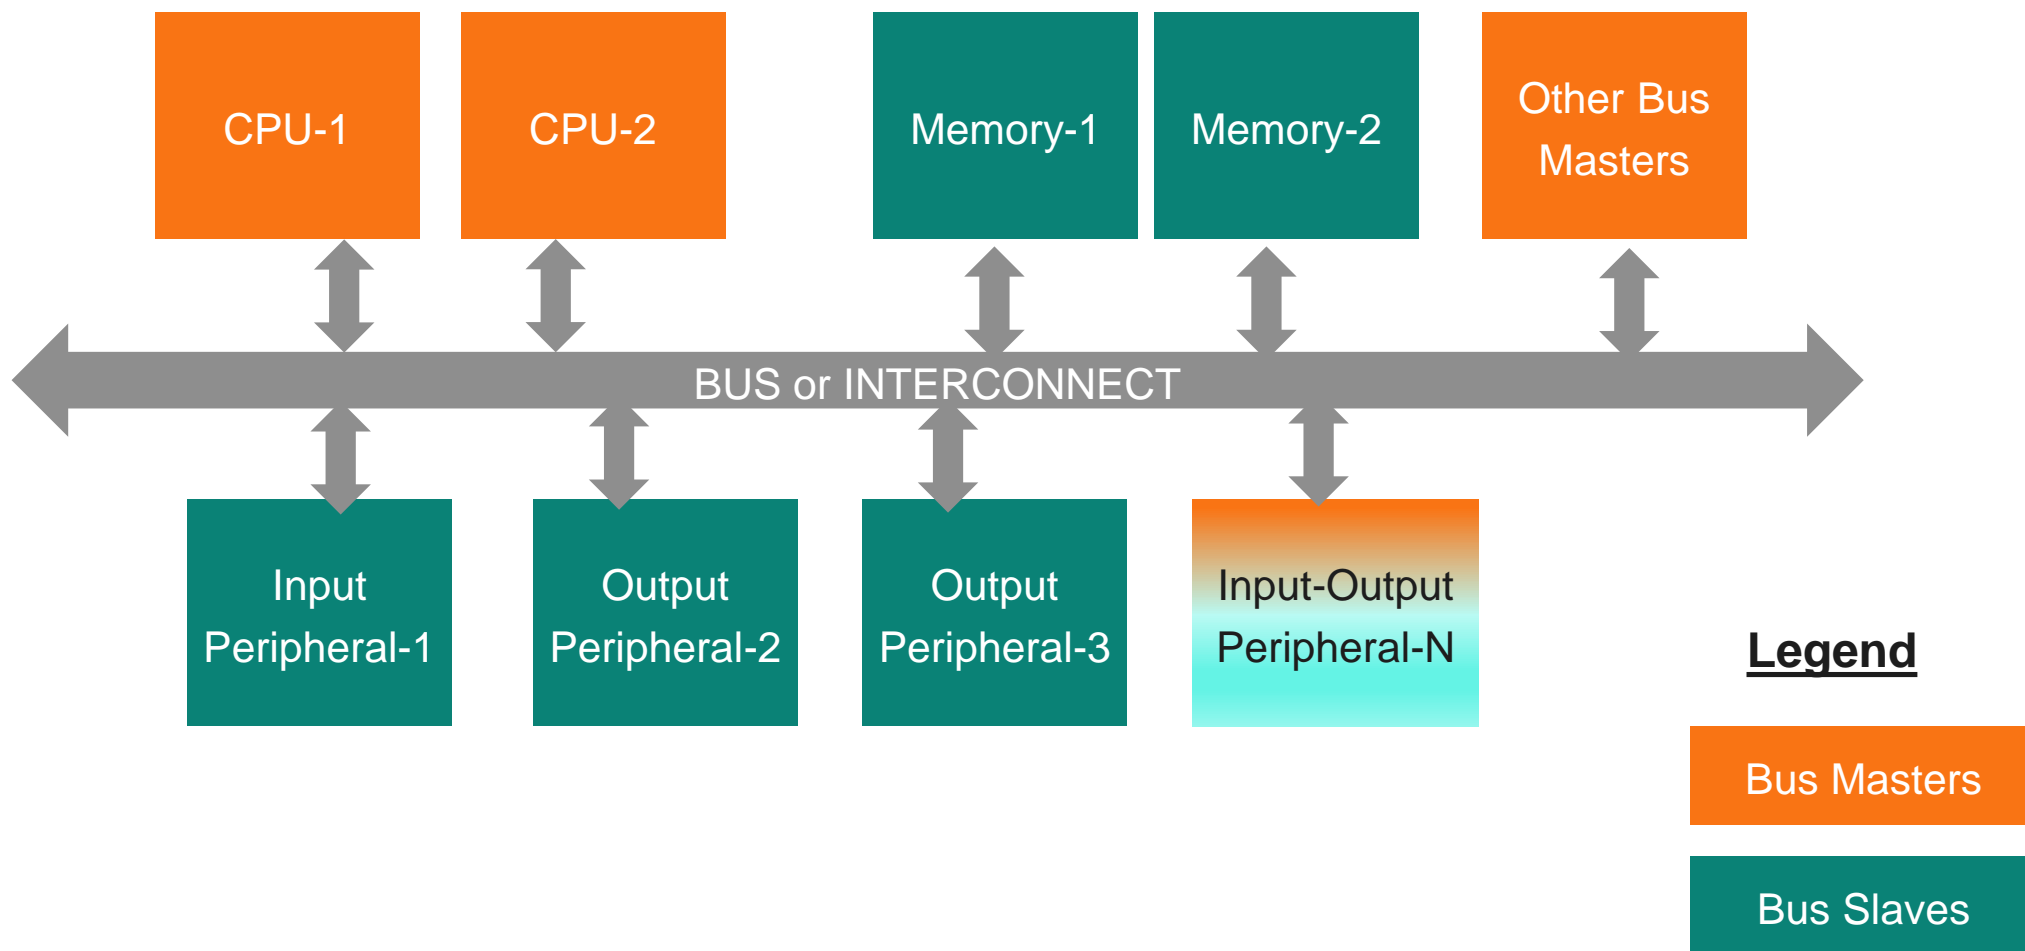 CPU-1
CPU-2
Memory-1
Memory-2
Other Bus
Masters
BUS or INTERCONNECT
Input
Peripheral-1
Output
Peripheral-2
Output
Peripheral-3
Input-Output
Peripheral-N
Legend
Bus Masters
Bus Slaves